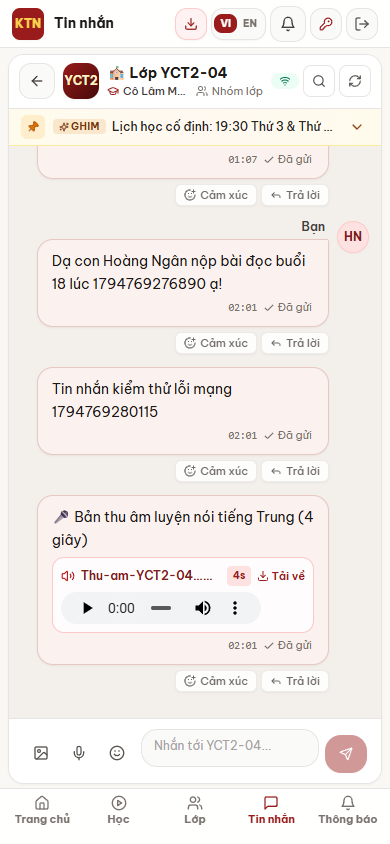 KTN
Tin nhắn
VI
EN
YCT2
🏫 Lớp YCT2-04
Cô Lâm M...
Nhóm lớp
GHIM
Lịch học cố định: 19:30 Thứ 3 & Thứ ...
01:07 ✓ Đã gửi
Cảm xúc
Trả lời
Bạn
HN
Dạ con Hoàng Ngân nộp bài đọc buổi
18 lúc 1794769276890 ạ!
02:01 ✓ Đã gửi
Cảm xúc
Trả lời
Tin nhắn kiểm thử lỗi mạng
1794769280115
02:01 ✓ Đã gửi
Cảm xúc
Trả lời
🎤 Bản thu âm luyện nói tiếng Trung (4
giây)
Thu-am-YCT2-04......
4s
Tải về
0:00
02:01 ✓ Đã gửi
Cảm xúc
Trả lời
Nhắn tới YCT2-04...
Trang chủ
Học
Lớp
Tin nhắn
Thông báo